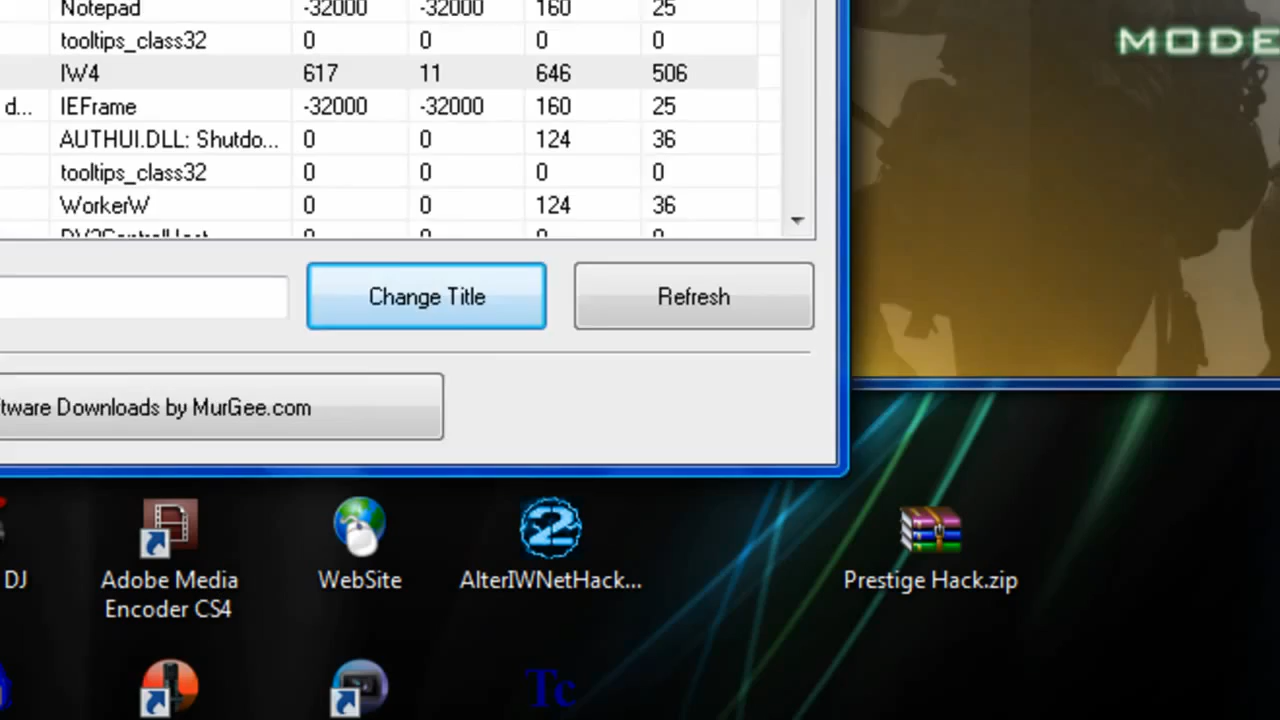 Notepad -32000 -32000 160 25
MODE
tooltips_class32 0 0 0 0
IW4 617 11 646 506
d... IEFrame -32000 -32000 160 25
AUTHUI.DLL: Shutdo... 0 0 124 36
tooltips_class32 0 0 0 0
WorkerW 0 0 124 36
Change Title
Refresh
tware Downloads by MurGee.com
2
DJ
Adobe Media
Encoder CS4
WebSite
AlterIWNetHack...
Prestige Hack.zip
Tc